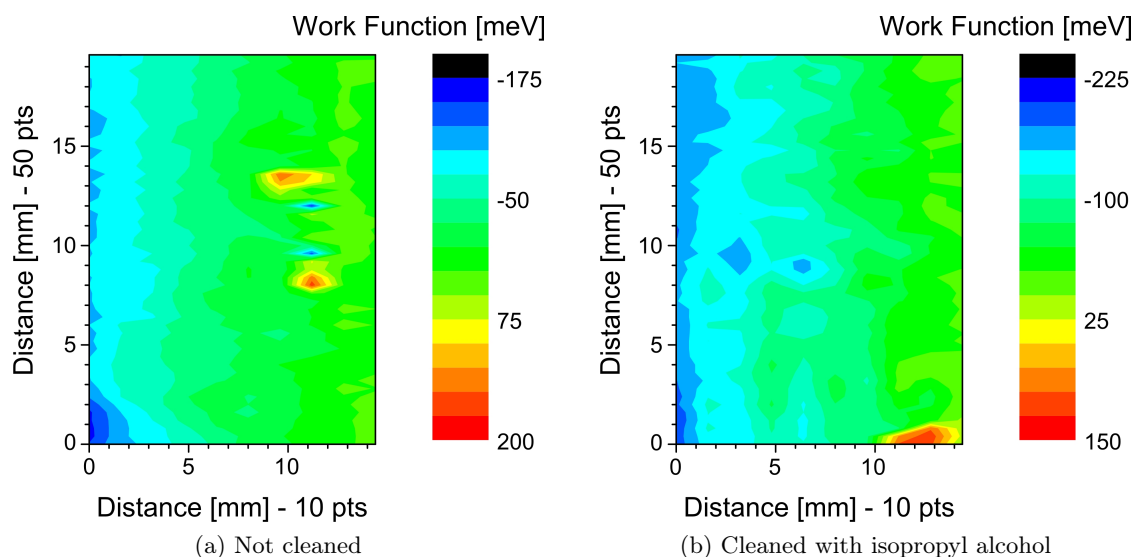 Work Function [meV]
-175
-50
75
200
15
10
5
0
Distance [mm] - 50 pts
0
5
10
Distance [mm] - 10 pts
(a) Not cleaned
Work Function [meV]
-225
-100
25
150
15
10
5
0
Distance [mm] - 50 pts
0
5
10
Distance [mm] - 10 pts
(b) Cleaned with isopropyl alcohol